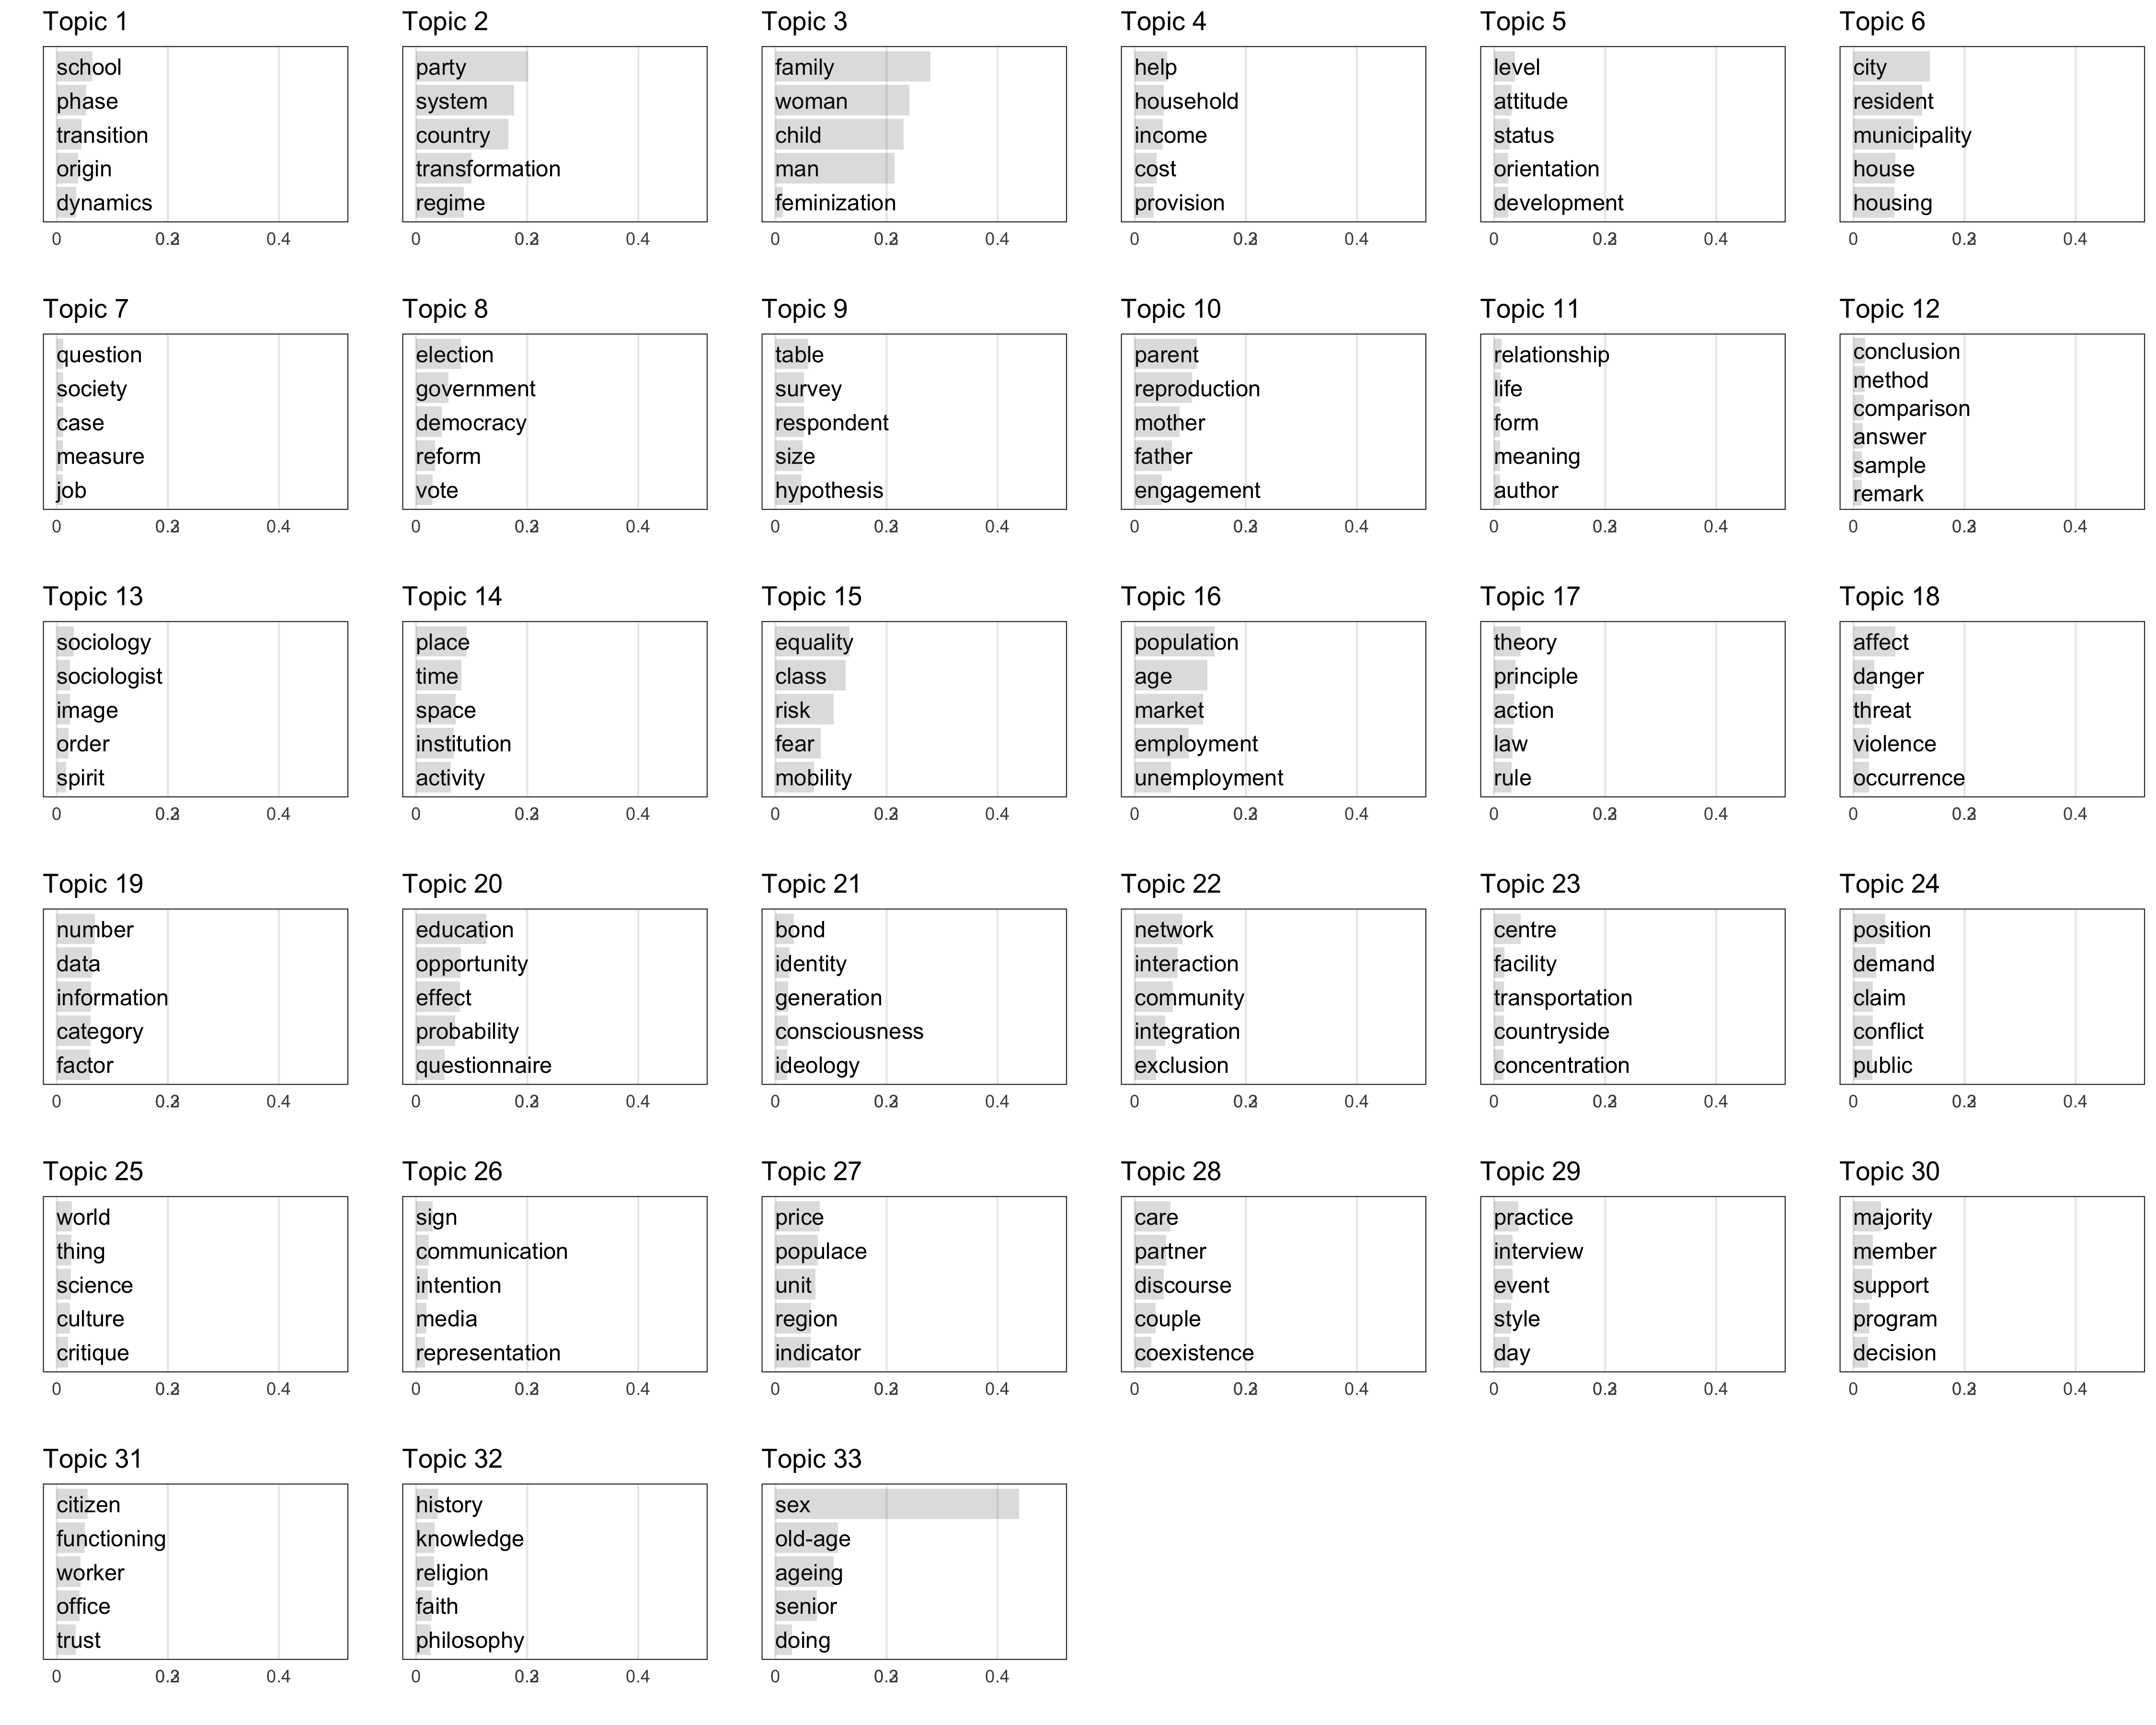 Topic 1
school
phase
transition
origin
dynamics
0 0.2 0.4
Topic 2
party
system
country
transformation
regime
0 0.2 0.4
Topic 3
family
woman
child
man
feminization
0 0.2 0.4
Topic 4
help
household
income
cost
provision
0 0.2 0.4
Topic 5
level
attitude
status
orientation
development
0 0.2 0.4
Topic 6
city
resident
municipality
house
housing
0 0.2 0.4
Topic 7
question
society
case
measure
job
0 0.2 0.4
Topic 8
election
government
democracy
reform
vote
0 0.2 0.4
Topic 9
table
survey
respondent
size
hypothesis
0 0.2 0.4
Topic 10
parent
reproduction
mother
father
engagement
0 0.2 0.4
Topic 11
relationship
life
form
meaning
author
0 0.2 0.4
Topic 12
conclusion
method
comparison
answer
sample
remark
0 0.2 0.4
Topic 13
sociology
sociologist
image
order
spirit
0 0.2 0.4
Topic 14
place
time
space
institution
activity
0 0.2 0.4
Topic 15
equality
class
risk
fear
mobility
0 0.2 0.4
Topic 16
population
age
market
employment
unemployment
0 0.2 0.4
Topic 17
theory
principle
action
law
rule
0 0.2 0.4
Topic 18
affect
danger
threat
violence
occurrence
0 0.2 0.4
Topic 19
number
data
information
category
factor
0 0.2 0.4
Topic 20
education
opportunity
effect
probability
questionnaire
0 0.2 0.4
Topic 21
bond
identity
generation
consciousness
ideology
0 0.2 0.4
Topic 22
network
interaction
community
integration
exclusion
0 0.2 0.4
Topic 23
centre
facility
transportation
countryside
concentration
0 0.2 0.4
Topic 24
position
demand
claim
conflict
public
0 0.2 0.4
Topic 25
world
thing
science
culture
critique
0 0.2 0.4
Topic 26
sign
communication
intention
media
representation
0 0.2 0.4
Topic 27
price
populace
unit
region
indicator
0 0.2 0.4
Topic 28
care
partner
discourse
couple
coexistence
0 0.2 0.4
Topic 29
practice
interview
event
style
day
0 0.2 0.4
Topic 30
majority
member
support
program
decision
0 0.2 0.4
Topic 31
citizen
functioning
worker
office
trust
0 0.2 0.4
Topic 32
history
knowledge
religion
faith
philosophy
0 0.2 0.4
Topic 33
sex
old-age
ageing
senior
doing
0 0.2 0.4